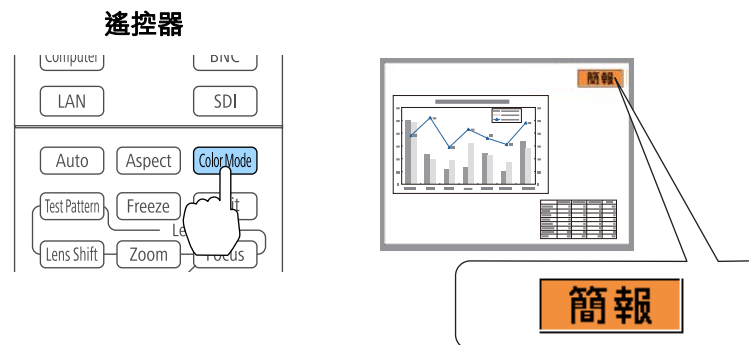 遙控器
Computer
BNC
LAN
SDI
Auto
Aspect
Color Mode
Test Pattern
Freeze
Lens Shift
Zoom
Focus
簡報
簡報